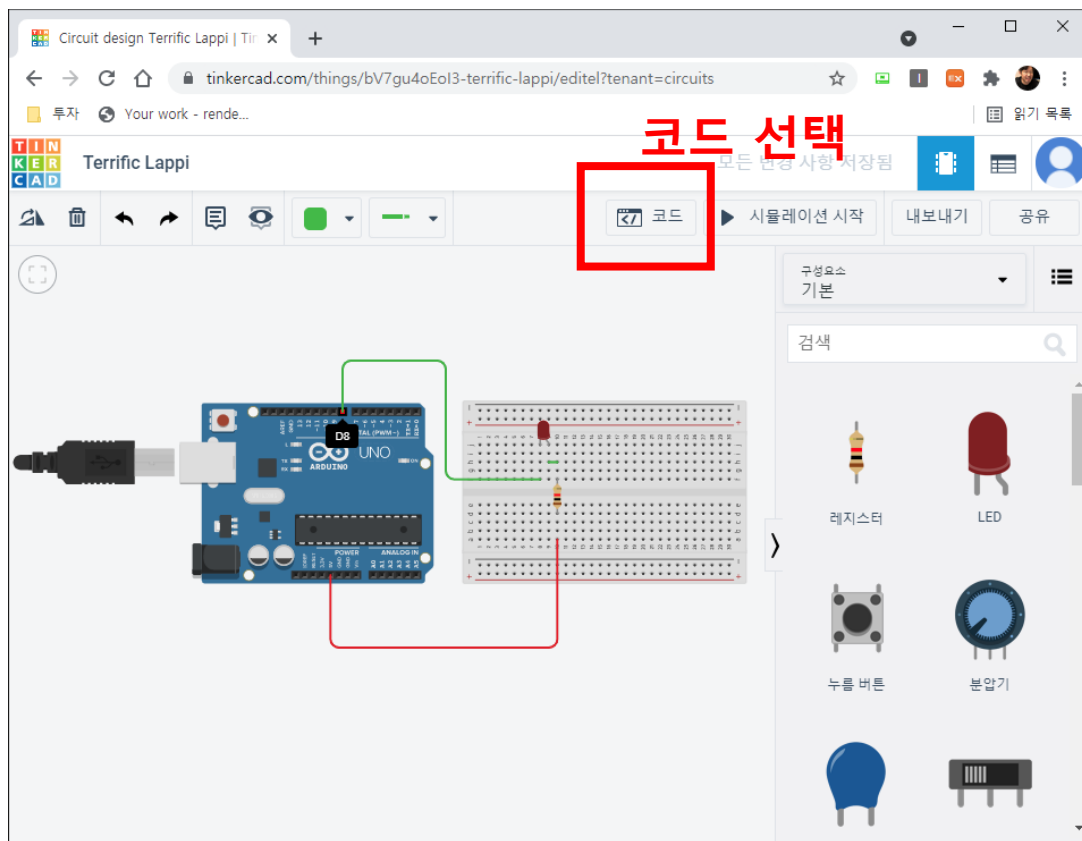 Circuit design Terrific Lappi | Tin
tinkercad.com/things/bV7gu4oEoI3-terrific-lappi/editel?tenant=circuits
투자
Your work - rende...
읽기 목록
코드 선택
TIN
KER
CAD
Terrific Lappi
모든 변경 사항 저장됨
코드
시뮬레이션 시작
내보내기
공유
구성요소
기본
검색
D8
UNO
ARDUINO
POWER
ANALOG IN
레지스터
LED
누름 버튼
분압기